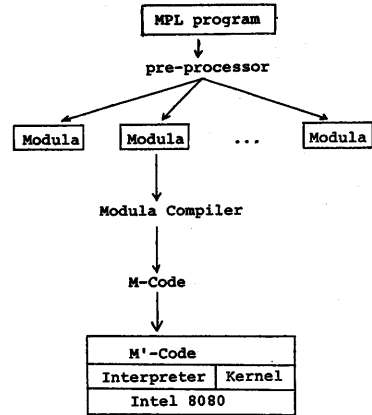 MPL program
pre-processor
Modula Modula ... Modula
Modula Compiler
M-Code
M'-Code
Interpreter Kernel
Intel 8080